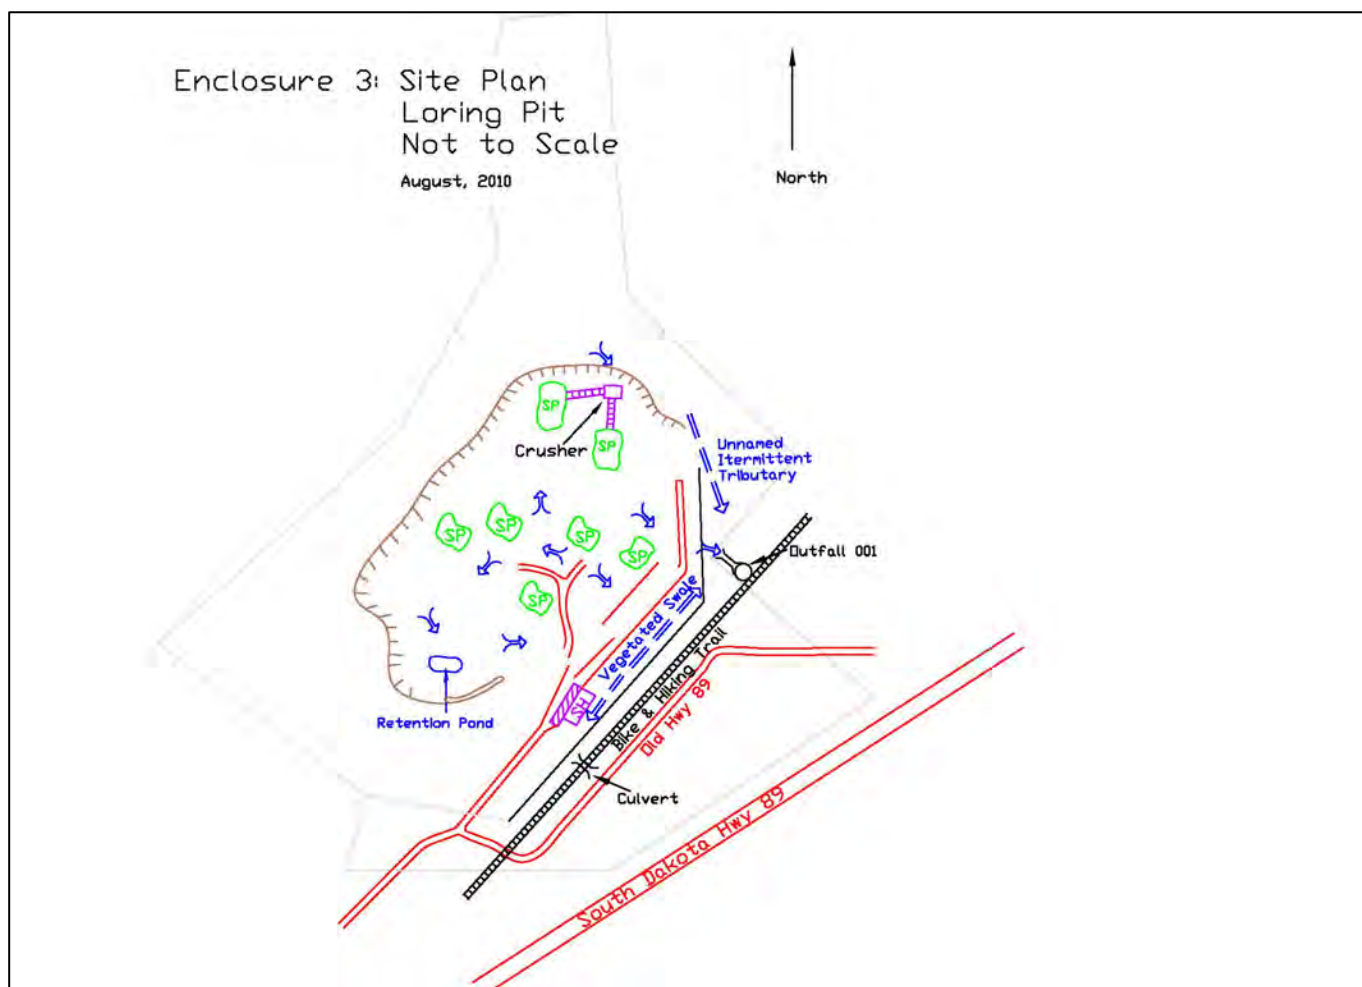 Enclosure 3: Site Plan
Loring Pit
Not to Scale
August, 2010
North
SP
Crusher
SP
Unnamed
Itermittent
Tributary
SP
SP
SP
SP
Outfall 001
SP
Vegetated Swale
Bike & Hiking Trail
Retention Pond
SH
Old Hwy 89
Culvert
South Dakota Hwy 89